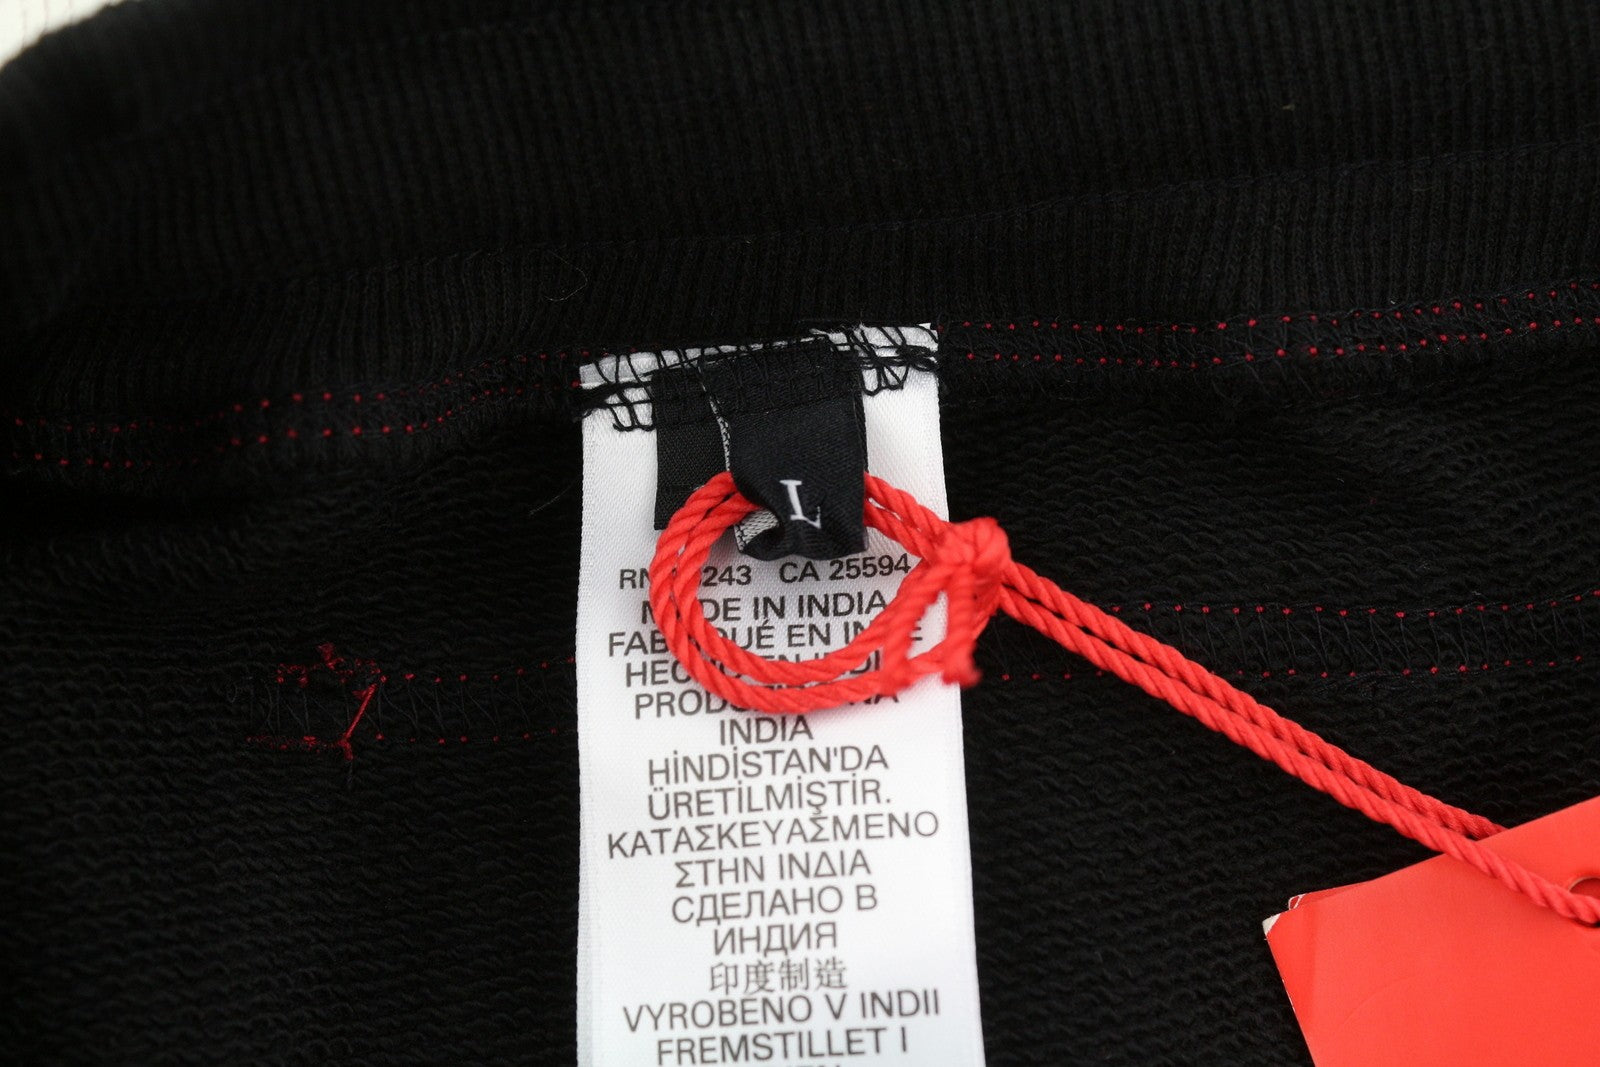 L
CA 25594
DE IN INDIA
EN
INDIA
HİNDİSTAN'DA
ÜRETİLMİŞTİR.
ΚΑΤΑΣΚΕΥΑΣΜΕΝΟ
ΣΤΗΝ ΙΝΔΙΑ
СДЕЛАНО В
ИНДИЯ
印度制造
VYROBENO V INDII
FREMSTILLET I